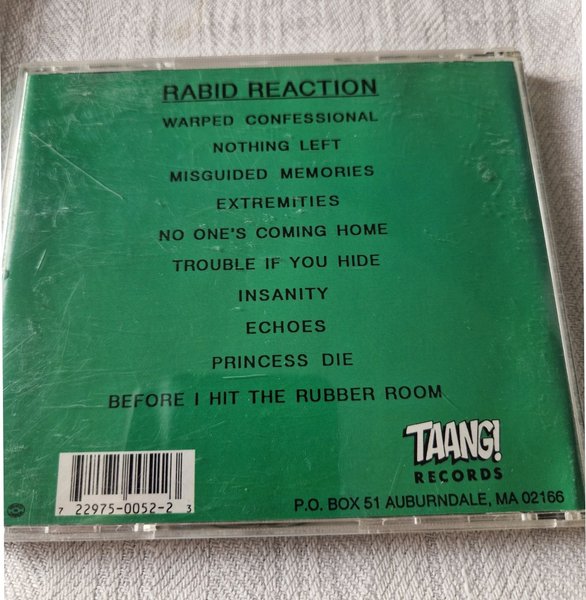 RABID REACTION
WARPED CONFESSIONAL
NOTHING LEFT
MISGUIDED MEMORIES
EXTREMITIES
NO ONE'S COMING HOME
TROUBLE IF YOU HIDE
INSANITY
ECHOES
PRINCESS DIE
BEFORE I HIT THE RUBBER ROOM
TAANG!
RECORDS
7 22975-0052-2 3
P.O. BOX 51 AUBURNDALE, MA 02166